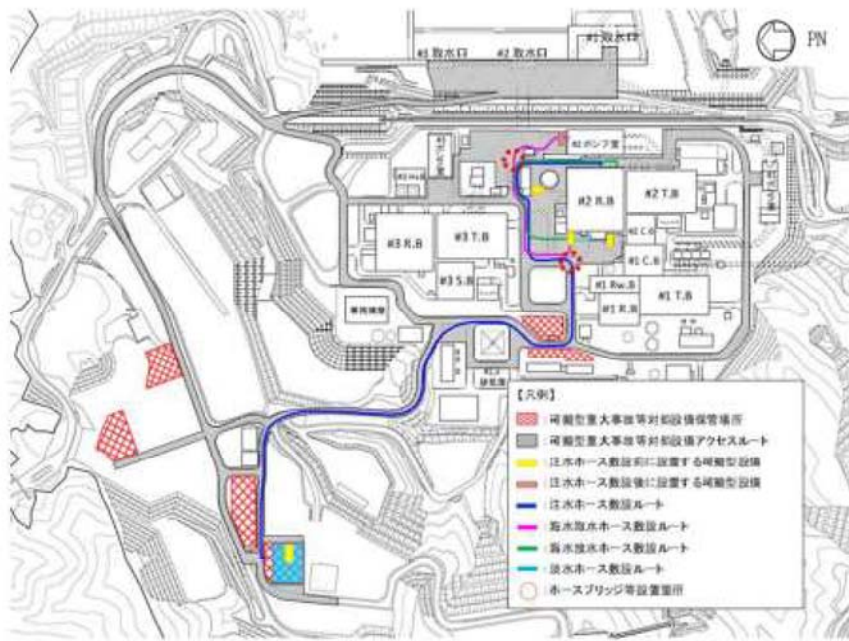 #1 取水口
#3 取水口
#2 取水口
PN
#2 ポンプ室
#2 R.B
#2 T.B
#3 R.B
#3 T.B
#2 C.B
#1 C.B
#3 S.B
#1 Rw.B
#1 R.B
#1 T.B
事務建屋
【凡例】
：可搬型重大事故等対処設備保管場所
：可搬型重大事故等対処設備アクセスルート
：注水ホース敷設前に設置する可搬型設備
：注水ホース敷設後に設置する可搬型設備
：注水ホース敷設ルート
：海水取水ホース敷設ルート
：海水放水ホース敷設ルート
：淡水ホース敷設ルート
：ホースブリッジ等設置箇所